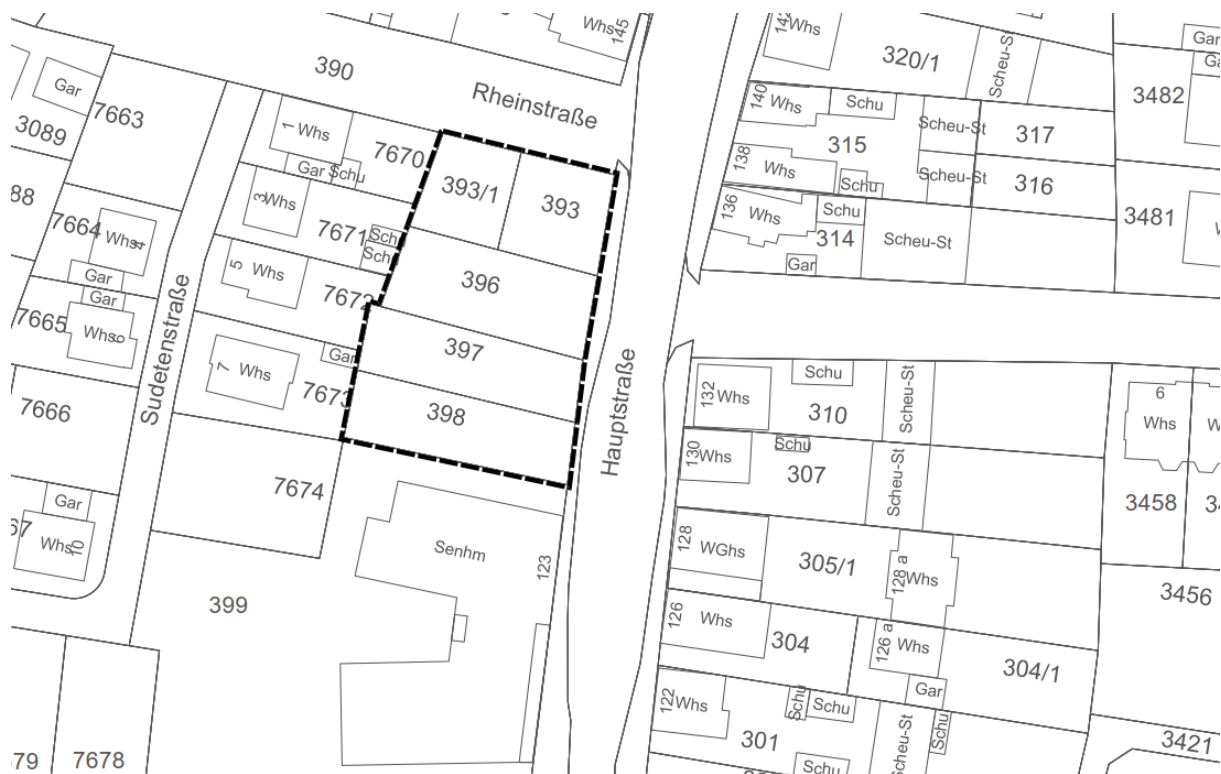 390
Rheinstraße
Whs
145
142
Whs
320/1
Scheu-St
Gar
3482
Gar
7663
3089
1
Whs
Gar
Schu
7670
393/1
393
140
Whs
Schu
315
Scheu-St
317
138
Whs
Schu
Scheu-St
316
88
7664
Whs
4
Gar
3
Whs
7671
Sch
Sch
396
136
Whs
Schu
314
Gar
Scheu-St
3481
Gar
7665
Whs
6
5
Whs
7672
397
Sudetenstraße
7
Whs
Gar
7673
398
Hauptstraße
132
Whs
Schu
310
Scheu-St
6
Whs
7666
130
Whs
Schu
307
Scheu-St
3458
7674
Gar
67
Whs
10
Senhm
123
128
WGhs
305/1
128 a
Whs
3456
399
126
Whs
304
126 a
Whs
Gar
304/1
122
Whs
Schu
Schu
301
Schu
Scheu-St
Schu
3421
79
7678